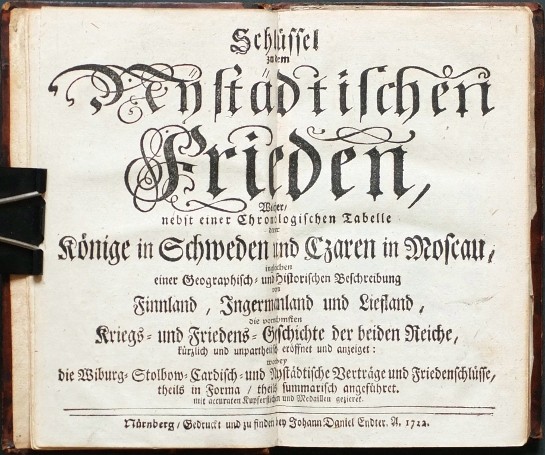 Schlüssel
zu dem
Nystädtischen
Frieden,
Welcher/
nebst einer Chronologischen Tabelle
derer
Könige in Schweden und Czaren in Moscau,
ingleichen
einer Geographisch- und Historischen Beschreibung
von
Finnland, Ingermanland und Liefland,
die vornehmsten
Kriegs- und Friedens-Geschichte der beiden Reiche,
kürzlich und unpartheyisch eröffnet und anzeiget:
wobey
die Wiburg-Stolbow-Cardisch- und Nystädtische Verträge und Friedenschlüsse,
theils in Forma / theils summarisch angeführet.
mit accuraten Kupferstichen und Medaillen gezieret.
Nürnberg / Gedruckt und zu finden bey Johann Daniel Endter. A. 1722.